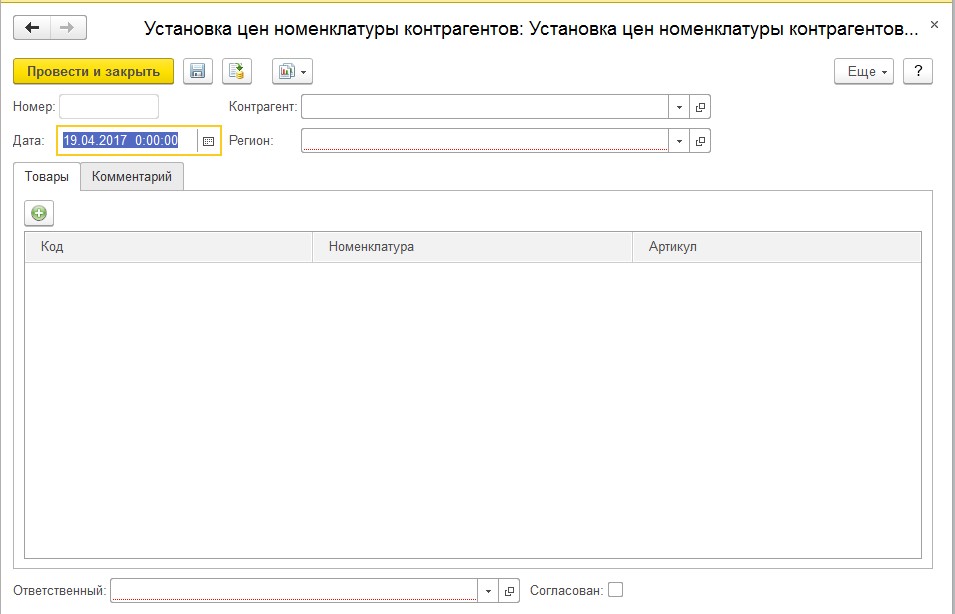 Установка цен номенклатуры контрагентов: Установка цен номенклатуры контрагентов...
Провести и закрыть
Еще
?
Номер:
Контрагент:
Дата: 19.04.2017 0:00:00
Регион:
Товары
Комментарий
Код
Номенклатура
Артикул
Ответственный:
Согласован: